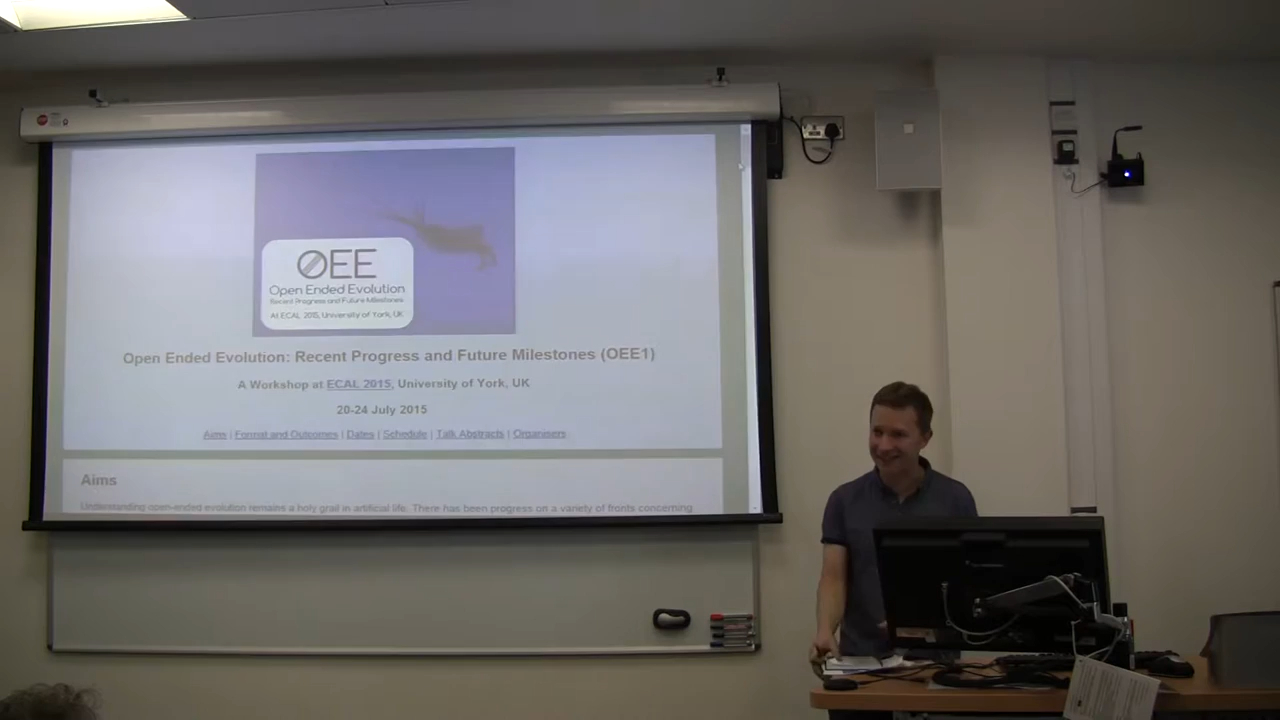 OEE
Open Ended Evolution
Recent Progress and Future Milestones
At ECAL 2015, University of York, UK
Open Ended Evolution: Recent Progress and Future Milestones (OEE1)
A Workshop at ECAL 2015, University of York, UK
20-24 July 2015
Aims | Format and Outcomes | Dates | Schedule | Talk Abstracts | Organisers
Aims
Understanding open-ended evolution remains a holy grail in artificial life. There has been progress on a variety of fronts concerning